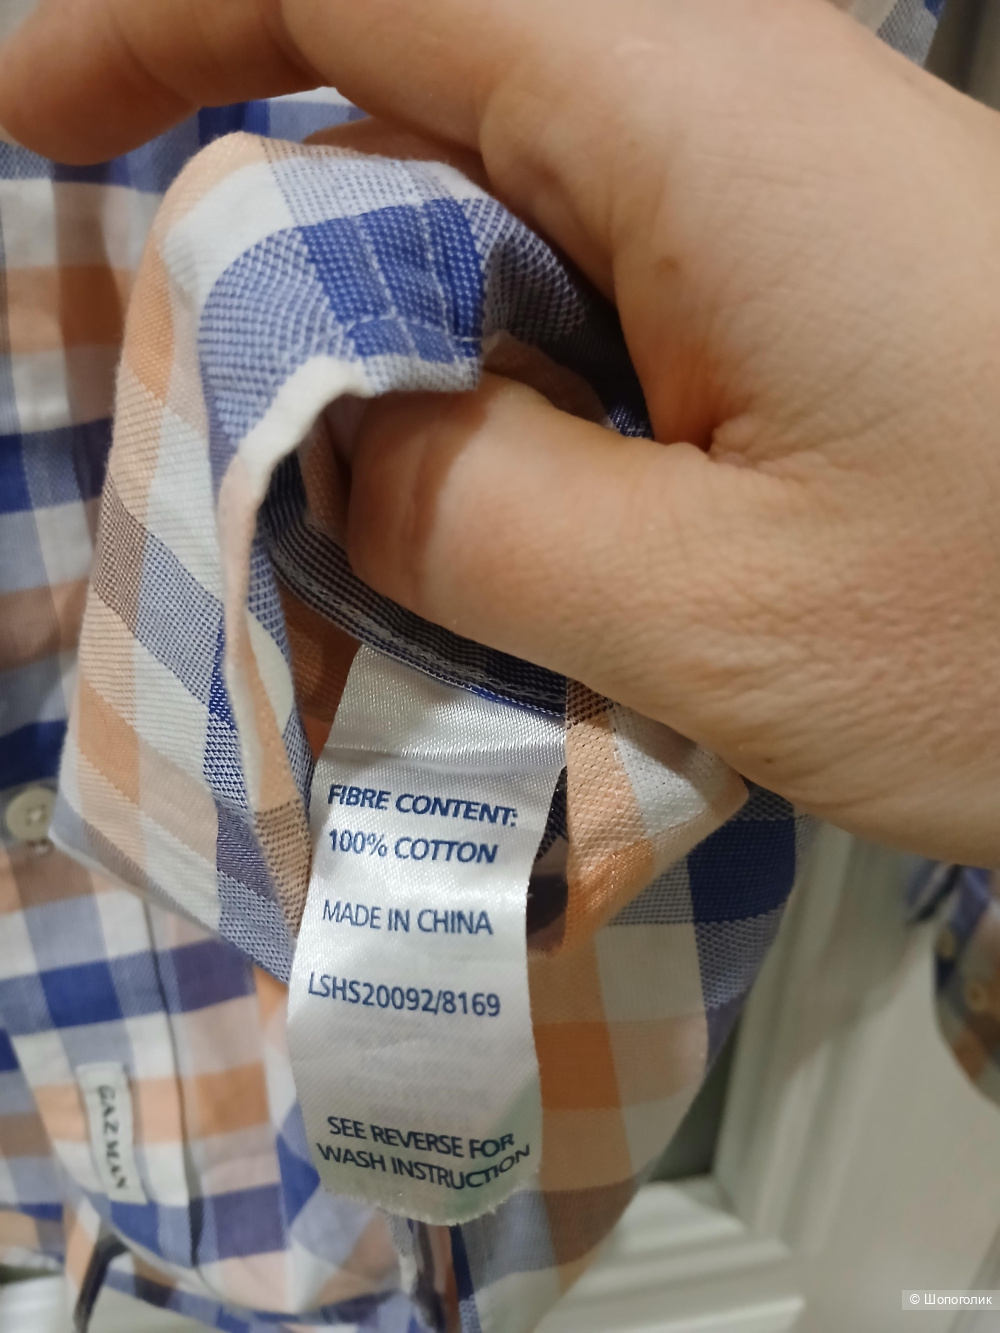 FIBRE CONTENT:
100% COTTON
MADE IN CHINA
LSHS20092/8169
SEE REVERSE FOR
WASH INSTRUCTION
GAZMAN
© Шопоголик